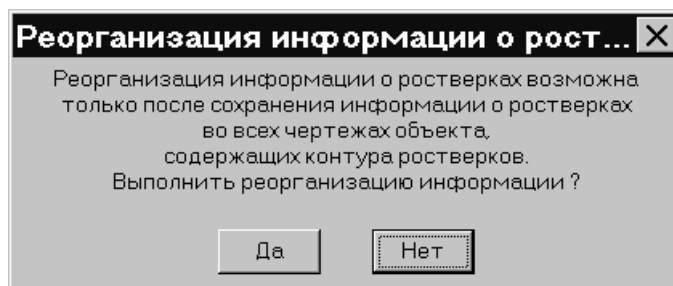 Реорганизация информации о рост...
Реорганизация информации о ростверках возможна
только после сохранения информации о ростверках
во всех чертежах объекта,
содержащих контура ростверков.
Выполнить реорганизацию информации ?
Да Нет